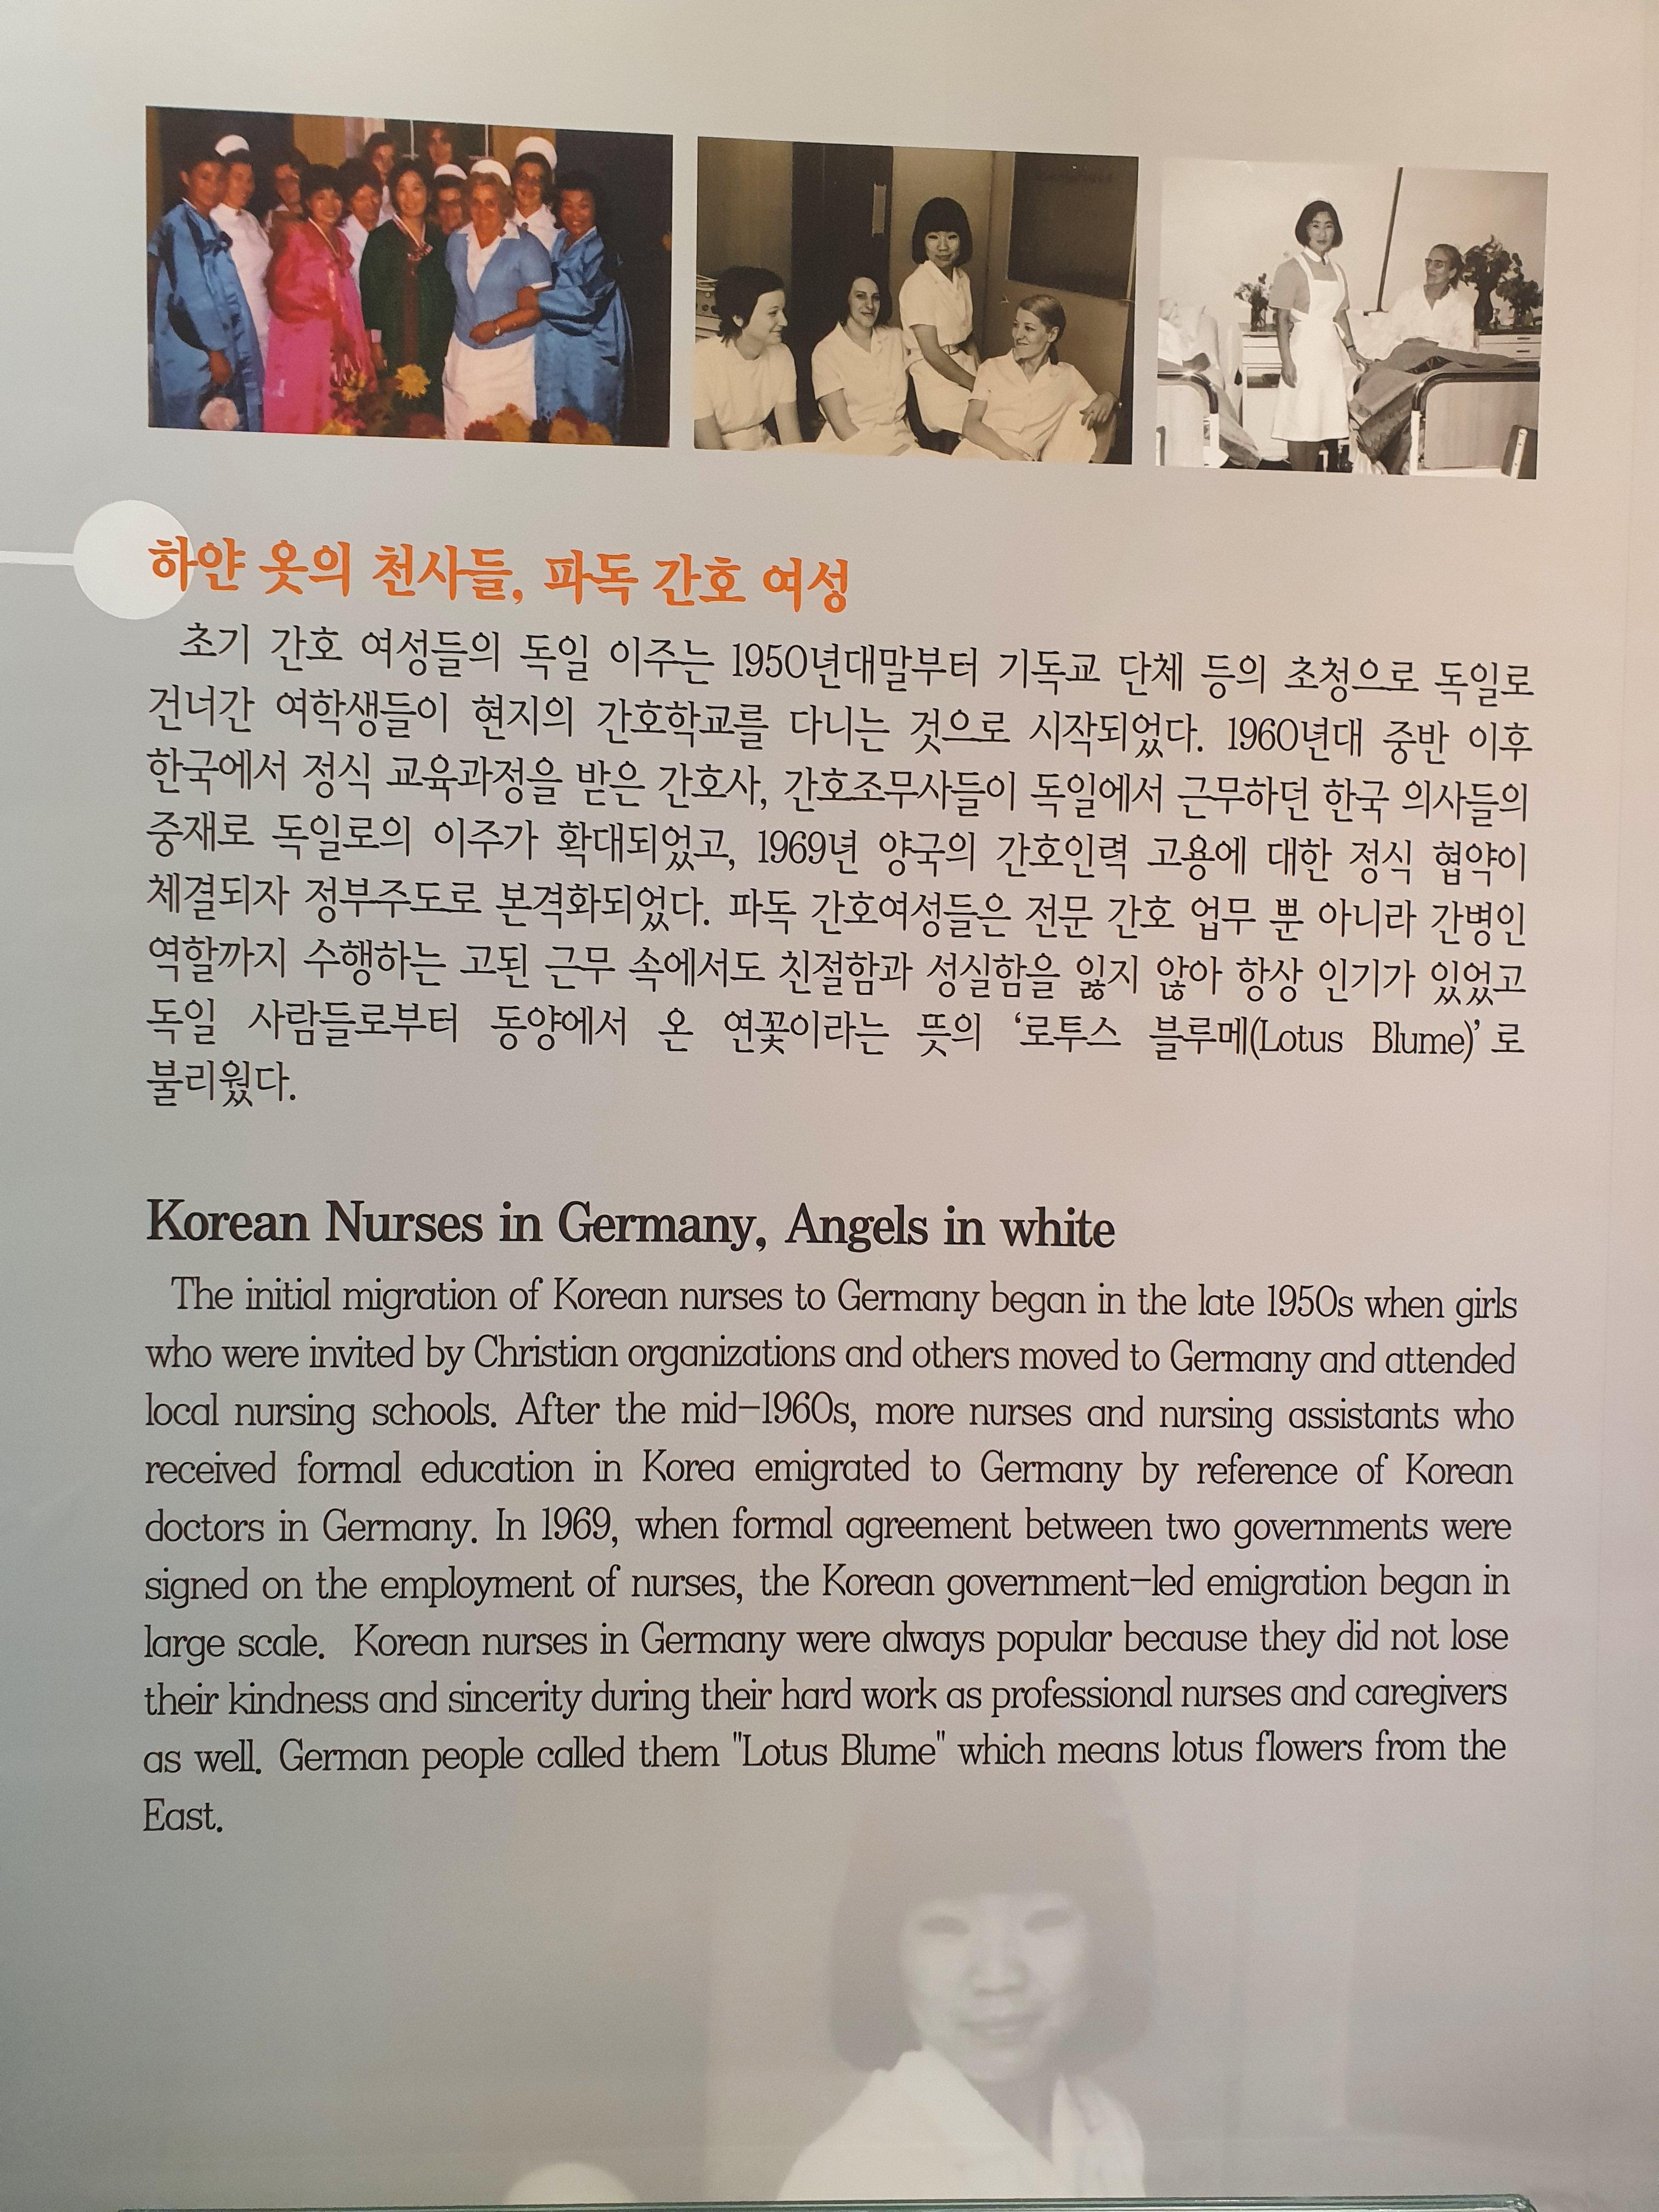 하얀 옷의 천사들, 파독 간호 여성
초기 간호 여성들의 독일 이주는 1950년대말부터 기독교 단체 등의 초청으로 독일로
건너간 여학생들이 현지의 간호학교를 다니는 것으로 시작되었다. 1960년대 중반 이후
한국에서 정식 교육과정을 받은 간호사, 간호조무사들이 독일에서 근무하던 한국 의사들의
중재로 독일로의 이주가 확대되었고, 1969년 양국의 간호인력 고용에 대한 정식 협약이
체결되자 정부주도로 본격화되었다. 파독 간호여성들은 전문 간호 업무 뿐 아니라 간병인
역할까지 수행하는 고된 근무 속에서도 친절함과 성실함을 잃지 않아 항상 인기가 있었고
독일 사람들로부터 동양에서 온 연꽃이라는 뜻의 ‘로투스 블루메(Lotus Blume)’로
불리웠다.
Korean Nurses in Germany, Angels in white
The initial migration of Korean nurses to Germany began in the late 1950s when girls
who were invited by Christian organizations and others moved to Germany and attended
local nursing schools. After the mid-1960s, more nurses and nursing assistants who
received formal education in Korea emigrated to Germany by reference of Korean
doctors in Germany. In 1969, when formal agreement between two governments were
signed on the employment of nurses, the Korean government-led emigration began in
large scale. Korean nurses in Germany were always popular because they did not lose
their kindness and sincerity during their hard work as professional nurses and caregivers
as well. German people called them "Lotus Blume" which means lotus flowers from the
East.